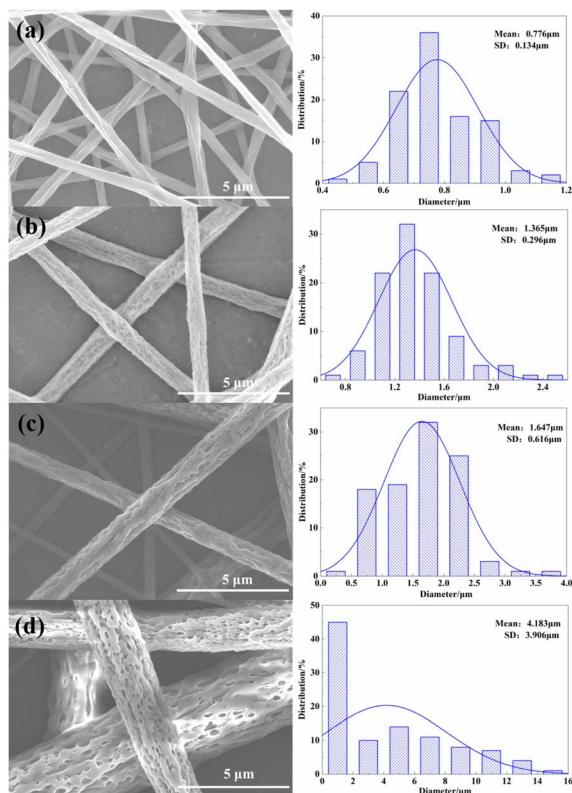 (a)
5 μm
Mean：0.776μm
SD：0.134μm
Distribution/%
40
30
20
10
0
0.4
0.6
0.8
1.0
1.2
Diameter/μm
(b)
5 μm
Mean：1.365μm
SD：0.296μm
Distribution/%
30
20
10
0
0.8
1.2
1.6
2.0
2.4
Diameter/μm
(c)
5 μm
Mean：1.647μm
SD：0.616μm
Distribution/%
30
20
10
0
0.0
0.5
1.0
1.5
2.0
2.5
3.0
3.5
4.0
Diameter/μm
(d)
5 μm
Mean：4.183μm
SD：3.906μm
Distribution/%
50
40
30
20
10
0
0
2
4
6
8
10
12
14
16
Diameter/μm